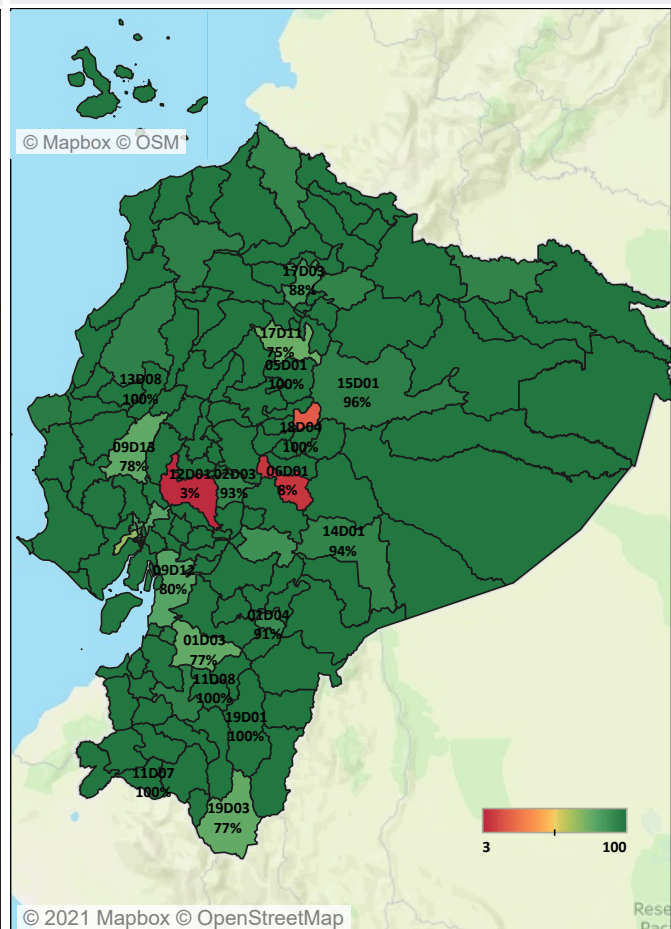 © Mapbox © OSM
17D03
88%
17D11
75%
05D01
100%
13D08
100%
15D01
96%
18D04
100%
09D13
78%
12D01
3%
02D03
93%
06D01
8%
14D01
94%
09D12
80%
01D04
91%
01D03
77%
11D08
100%
19D01
100%
11D07
100%
19D03
77%
3
100
© 2021 Mapbox © OpenStreetMap
Rese